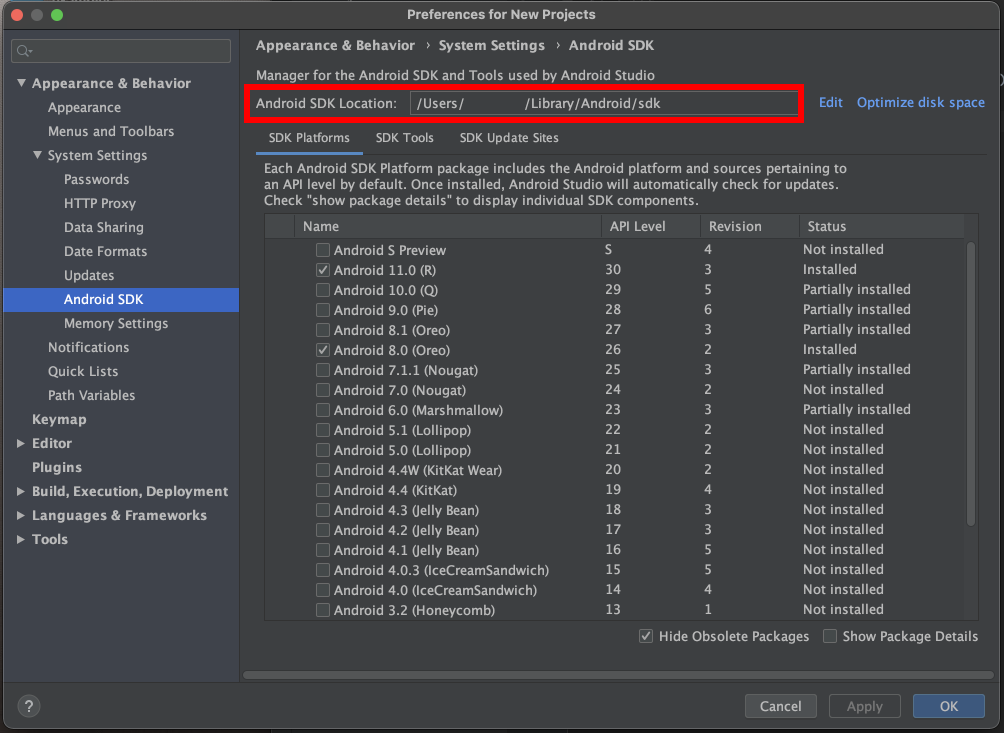 Preferences for New Projects
Appearance & Behavior › System Settings › Android SDK
Manager for the Android SDK and Tools used by Android Studio
Android SDK Location: /Users/ /Library/Android/sdk Edit Optimize disk space
SDK Platforms SDK Tools SDK Update Sites
Each Android SDK Platform package includes the Android platform and sources pertaining to
an API level by default. Once installed, Android Studio will automatically check for updates.
Check "show package details" to display individual SDK components.
Name API Level Revision Status
Android S Preview S 4 Not installed
Android 11.0 (R) 30 3 Installed
Android 10.0 (Q) 29 5 Partially installed
Android 9.0 (Pie) 28 6 Partially installed
Android 8.1 (Oreo) 27 3 Partially installed
Android 8.0 (Oreo) 26 2 Installed
Android 7.1.1 (Nougat) 25 3 Partially installed
Android 7.0 (Nougat) 24 2 Not installed
Android 6.0 (Marshmallow) 23 3 Partially installed
Android 5.1 (Lollipop) 22 2 Not installed
Android 5.0 (Lollipop) 21 2 Not installed
Android 4.4W (KitKat Wear) 20 2 Not installed
Android 4.4 (KitKat) 19 4 Not installed
Android 4.3 (Jelly Bean) 18 3 Not installed
Android 4.2 (Jelly Bean) 17 3 Not installed
Android 4.1 (Jelly Bean) 16 5 Not installed
Android 4.0.3 (IceCreamSandwich) 15 5 Not installed
Android 4.0 (IceCreamSandwich) 14 4 Not installed
Android 3.2 (Honeycomb) 13 1 Not installed
Hide Obsolete Packages Show Package Details
Appearance & Behavior
Appearance
Menus and Toolbars
System Settings
Passwords
HTTP Proxy
Data Sharing
Date Formats
Updates
Android SDK
Memory Settings
Notifications
Quick Lists
Path Variables
Keymap
Editor
Plugins
Build, Execution, Deployment
Languages & Frameworks
Tools
? Cancel Apply OK